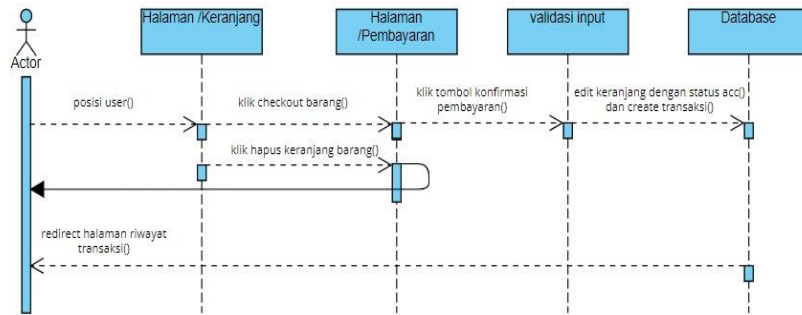 Halaman /Keranjang
Halaman
/Pembayaran
validasi input
Database
Actor
posisi user()
klik checkout barang()
klik tombol konfirmasi
pembayaran()
edit keranjang dengan status acc()
dan create transaksi()
klik hapus keranjang barang()
redirect halaman riwayat
transaksi()